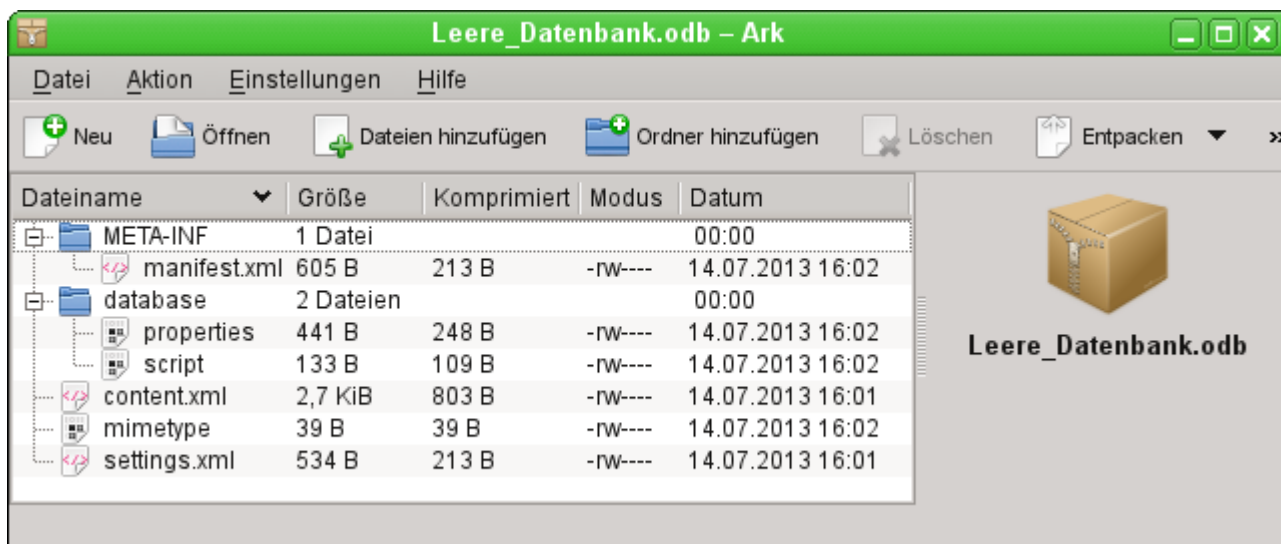 Leere_Datenbank.odb – Ark
Datei Aktion Einstellungen Hilfe
Neu Öffnen Dateien hinzufügen Ordner hinzufügen Löschen Entpacken »
Dateiname Größe Komprimiert Modus Datum
META-INF 1 Datei 00:00
manifest.xml 605 B 213 B -rw---- 14.07.2013 16:02
database 2 Dateien 00:00
properties 441 B 248 B -rw---- 14.07.2013 16:02
script 133 B 109 B -rw---- 14.07.2013 16:02
content.xml 2,7 KiB 803 B -rw---- 14.07.2013 16:01
mimetype 39 B 39 B -rw---- 14.07.2013 16:02
settings.xml 534 B 213 B -rw---- 14.07.2013 16:01
Leere_Datenbank.odb